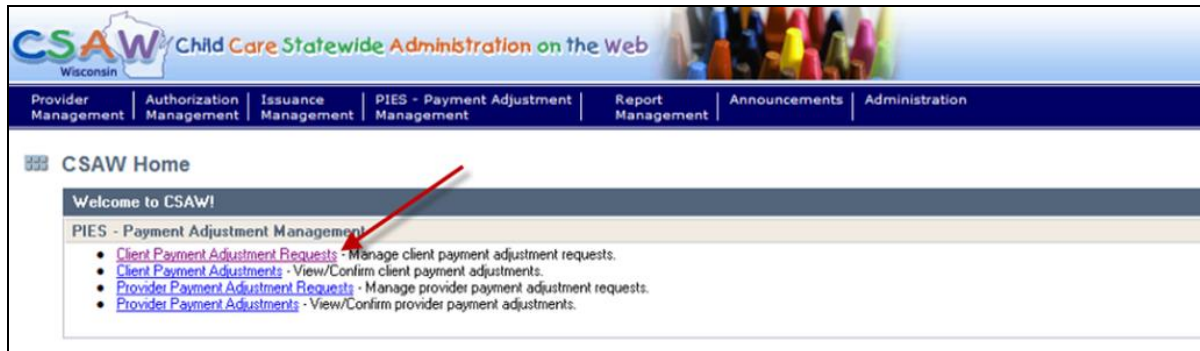 CSAW Child Care Statewide Administration on the Web
Wisconsin
Provider Management
Authorization Management
Issuance Management
PIES - Payment Adjustment Management
Report Management
Announcements
Administration
CSAW Home
Welcome to CSAW!
PIES - Payment Adjustment Management
Client Payment Adjustment Requests - Manage client payment adjustment requests.
Client Payment Adjustments - View/Confirm client payment adjustments.
Provider Payment Adjustment Requests - Manage provider payment adjustment requests.
Provider Payment Adjustments - View/Confirm provider payment adjustments.